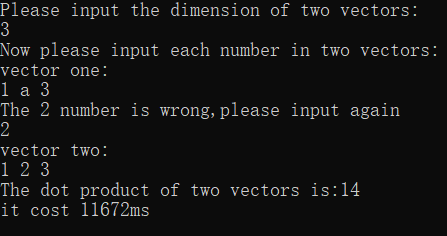 Please input the dimension of two vectors:
3
Now please input each number in two vectors:
vector one:
1 a 3
The 2 number is wrong,please input again
2
vector two:
1 2 3
The dot product of two vectors is:14
it cost 11672ms